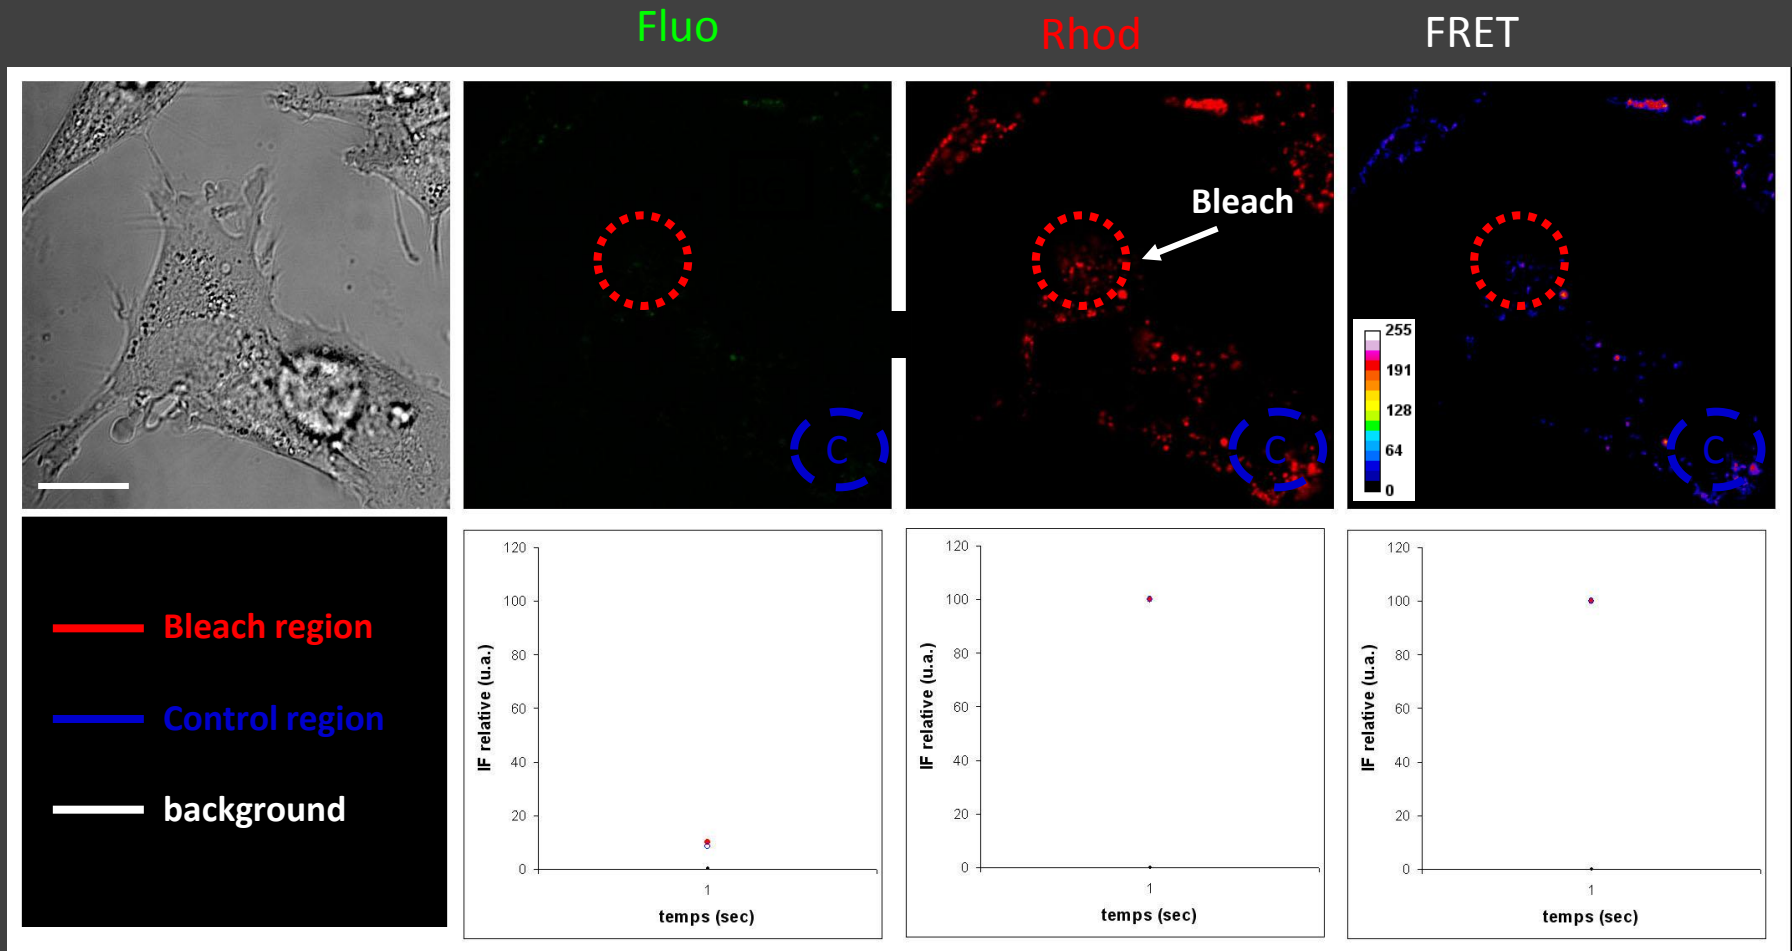 Fluo
Rhod
FRET
Bleach
255
191
128
64
0
C
C
C
Bleach region
Control region
background
120
100
80
60
40
20
0
IF relative (u.a.)
1
temps (sec)
120
100
80
60
40
20
0
IF relative (u.a.)
1
temps (sec)
120
100
80
60
40
20
0
IF relative (u.a.)
1
temps (sec)